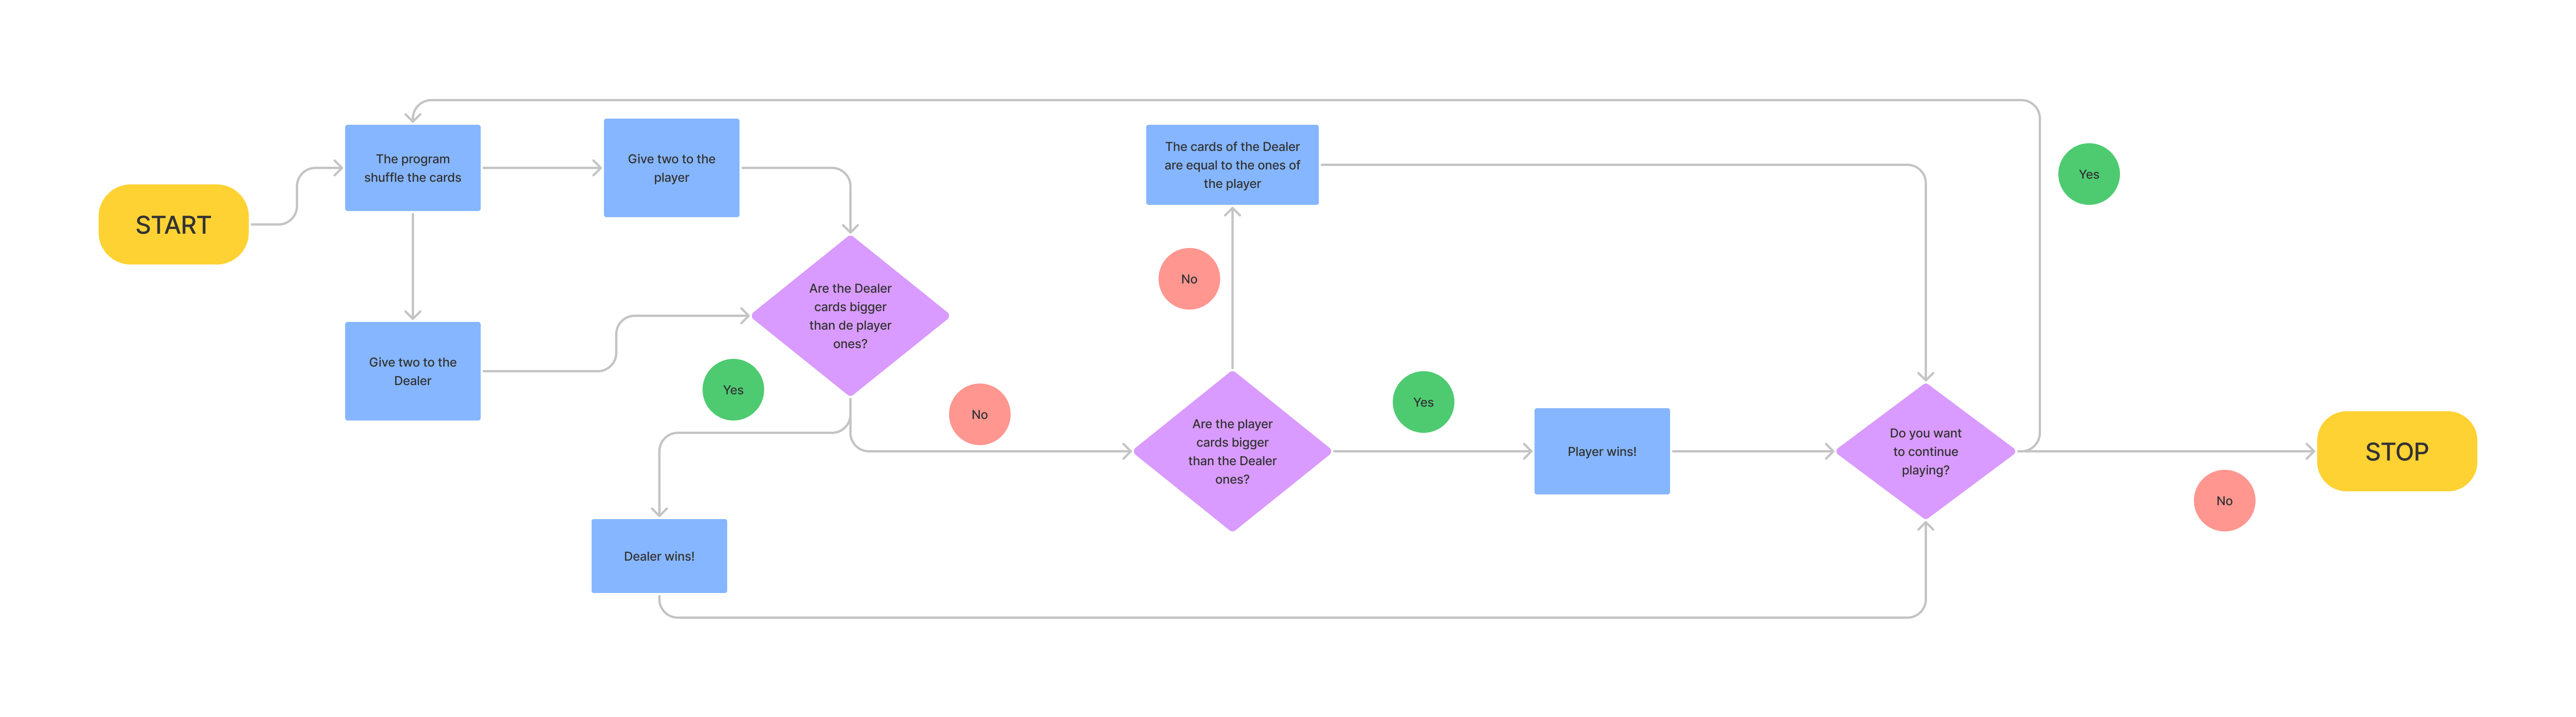 START
The program
shuffle the cards
Give two to the
player
Give two to the
Dealer
Are the Dealer
cards bigger
than de player
ones?
Yes
No
Dealer wins!
The cards of the Dealer
are equal to the ones of
the player
No
Are the player
cards bigger
than the Dealer
ones?
Yes
Player wins!
Do you want
to continue
playing?
Yes
No
STOP